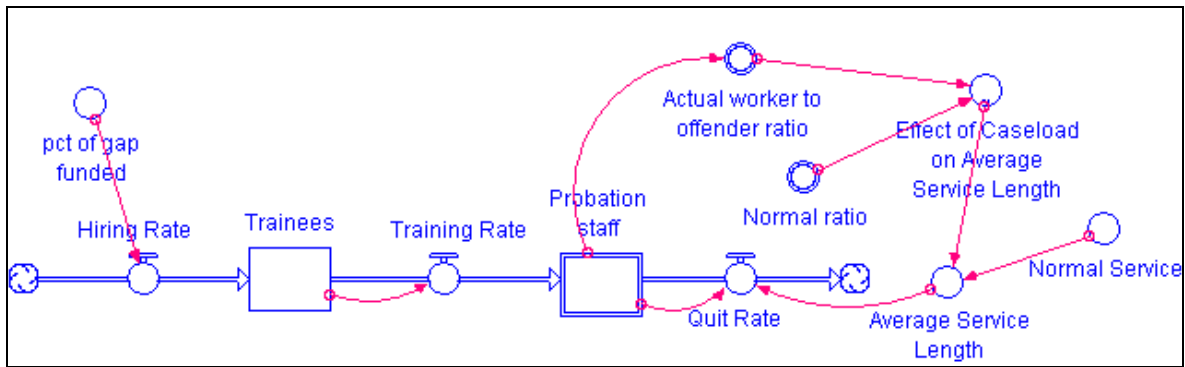 pct of gap
funded
Hiring Rate
Trainees
Training Rate
Probation
staff
Actual worker to
offender ratio
Normal ratio
Effect of Caseload
on Average
Service Length
Normal Service
Quit Rate
Average Service
Length